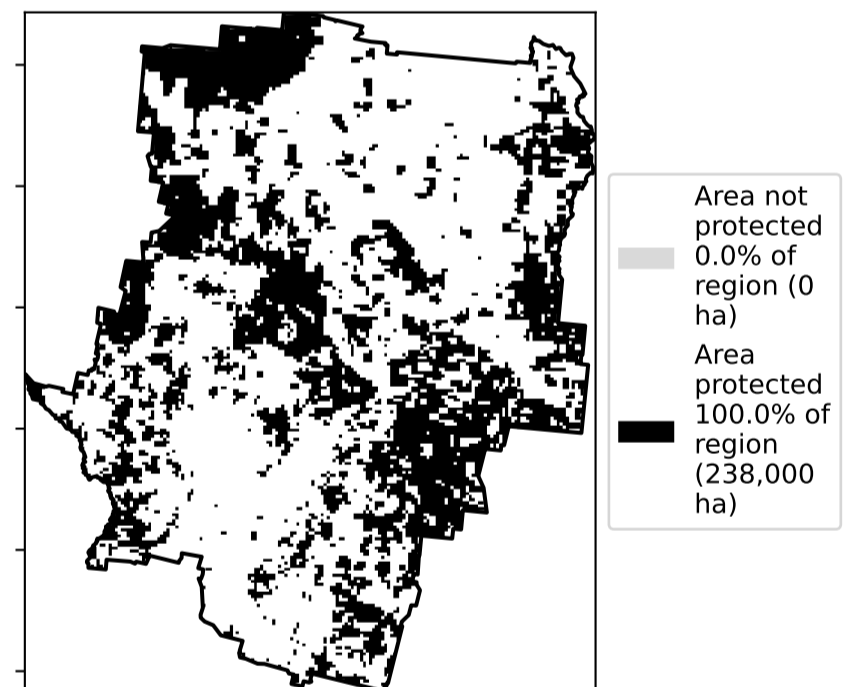 Area not
protected
0.0% of
region (0
ha)
Area
protected
100.0% of
region
(238,000
ha)